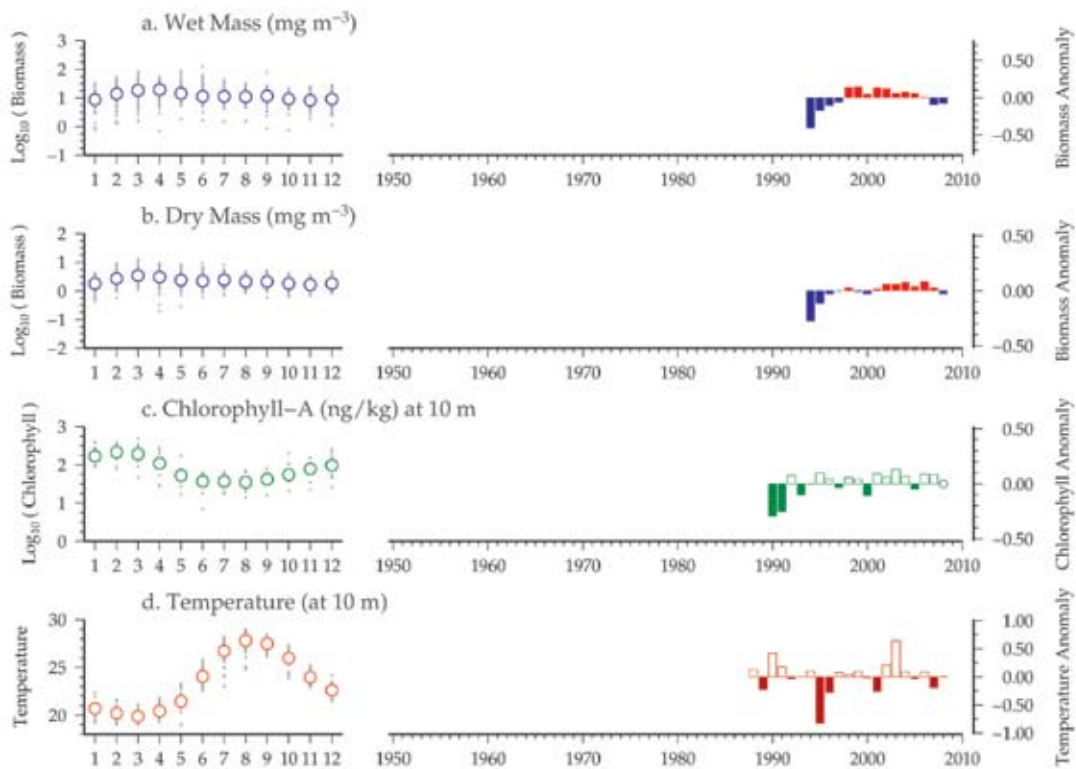 a. Wet Mass (mg m⁻³)
Log₁₀ ( Biomass )
3
2
1
0
−1
1 2 3 4 5 6 7 8 9 10 11 12
1950 1960 1970 1980 1990 2000 2010
0.50
0.00
−0.50
Biomass Anomaly
b. Dry Mass (mg m⁻³)
Log₁₀ ( Biomass )
2
1
0
−1
−2
1 2 3 4 5 6 7 8 9 10 11 12
1950 1960 1970 1980 1990 2000 2010
0.50
0.00
−0.50
Biomass Anomaly
c. Chlorophyll−A (ng/kg) at 10 m
Log₁₀ ( Chlorophyll )
3
2
1
0
1 2 3 4 5 6 7 8 9 10 11 12
1950 1960 1970 1980 1990 2000 2010
0.50
0.00
−0.50
Chlorophyll Anomaly
d. Temperature (at 10 m)
Temperature
30
25
20
1 2 3 4 5 6 7 8 9 10 11 12
1950 1960 1970 1980 1990 2000 2010
1.00
0.50
0.00
−0.50
−1.00
Temperature Anomaly